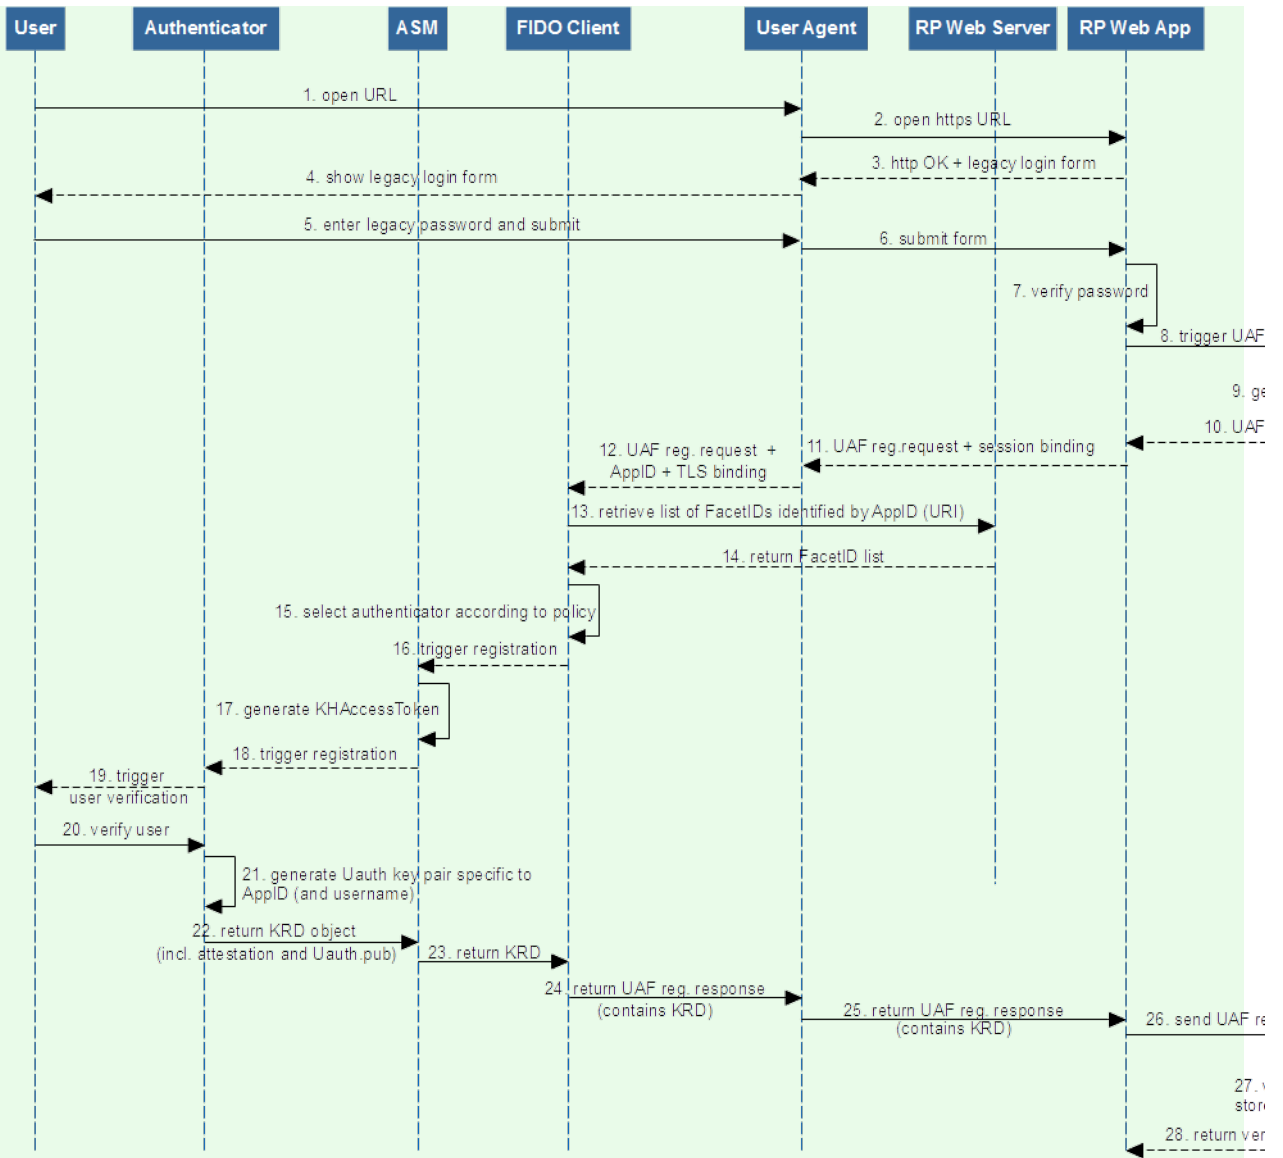 User
Authenticator
ASM
FIDO Client
User Agent
RP Web Server
RP Web App
1. open URL
2. open https URL
3. http OK + legacy login form
4. show legacy login form
5. enter legacy password and submit
6. submit form
7. verify password
8. trigger UAF
9. ge
10. UAF
11. UAF reg.request + session binding
12. UAF reg. request +
AppID + TLS binding
13. retrieve list of FacetIDs identified by AppID (URI)
14. return FacetID list
15. select authenticator according to policy
16. trigger registration
17. generate KHAccessToken
18. trigger registration
19. trigger
user verification
20. verify user
21. generate Uauth key pair specific to
AppID (and username)
22. return KRD object
(incl. attestation and Uauth.pub)
23. return KRD
24. return UAF reg. response
(contains KRD)
25. return UAF reg. response
(contains KRD)
26. send UAF re
27. v
store
28. return ver